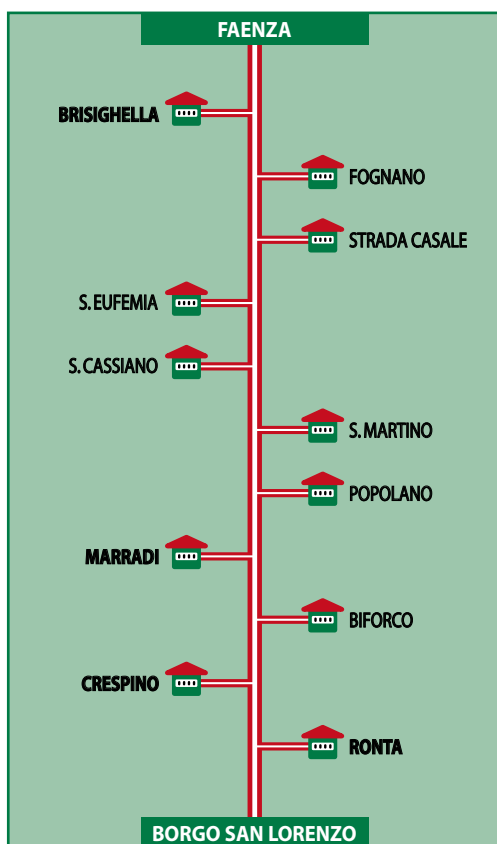 FAENZA
BRISIGHELLA
FOGNANO
STRADA CASALE
S. EUFEMIA
S. CASSIANO
S. MARTINO
POPOLANO
MARRADI
BIFORCO
CRESPINO
RONTA
BORGO SAN LORENZO